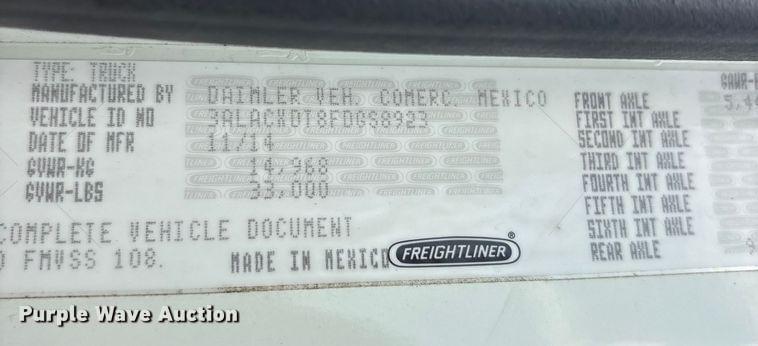 TYPE: TRUCK
MANUFACTURED BY DAIMLER VEH. COMERC. MEXICO
VEHICLE ID NO 3ALACXDT8FDGS8923
DATE OF MFR 11/14
GVWR-KG 14,968
GVWR-LBS 33,000
COMPLETE VEHICLE DOCUMENT
FMVSS 108.
MADE IN MEXICO
FREIGHTLINER®
FRONT AXLE
FIRST INT AXLE
SECOND INT AXLE
THIRD INT AXLE
FOURTH INT AXLE
FIFTH INT AXLE
SIXTH INT AXLE
REAR AXLE
Purple Wave Auction